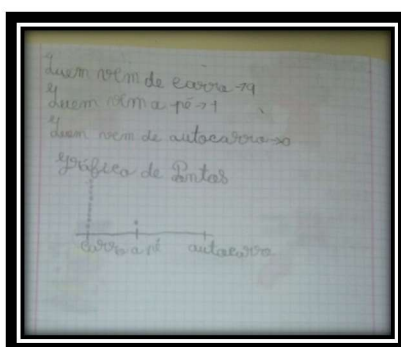 Quem vem de carro → 9
Quem vem a pé → 1
Quem vem de autocarro → 0
Gráfico de Pontos
carro a pé autocarro